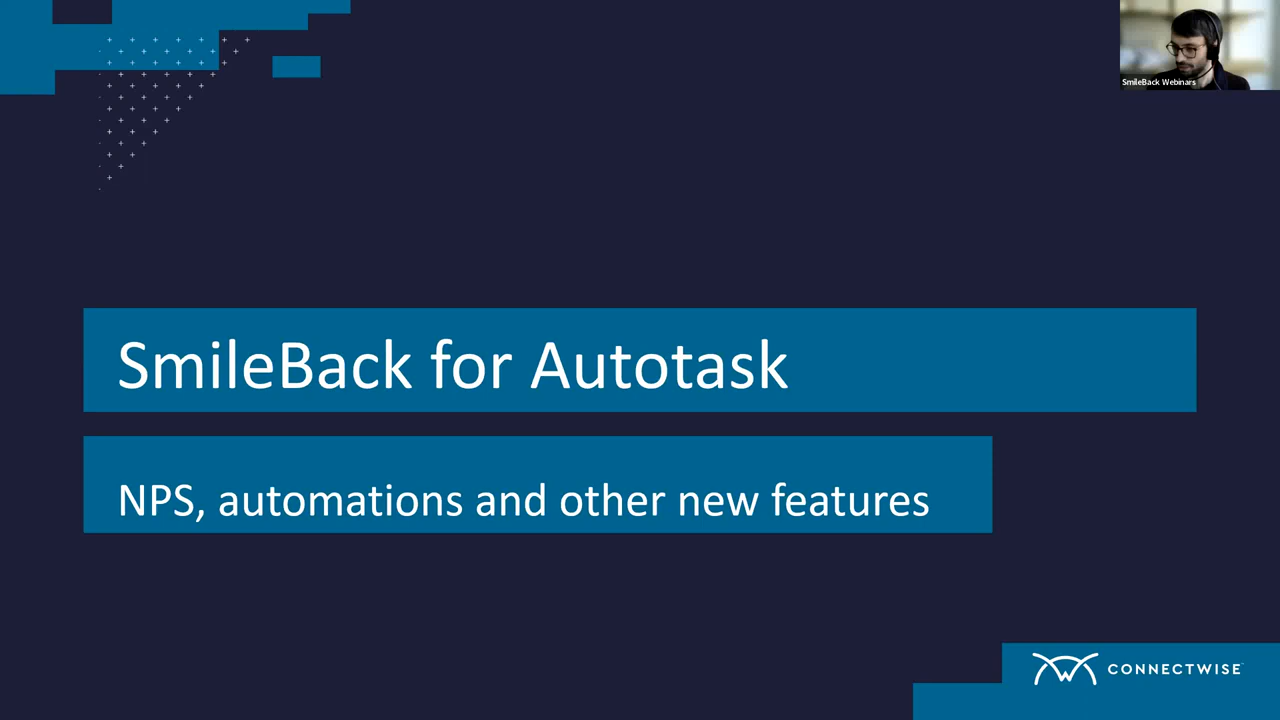 SmileBack Webinars
SmileBack for Autotask
NPS, automations and other new features
CONNECTWISE